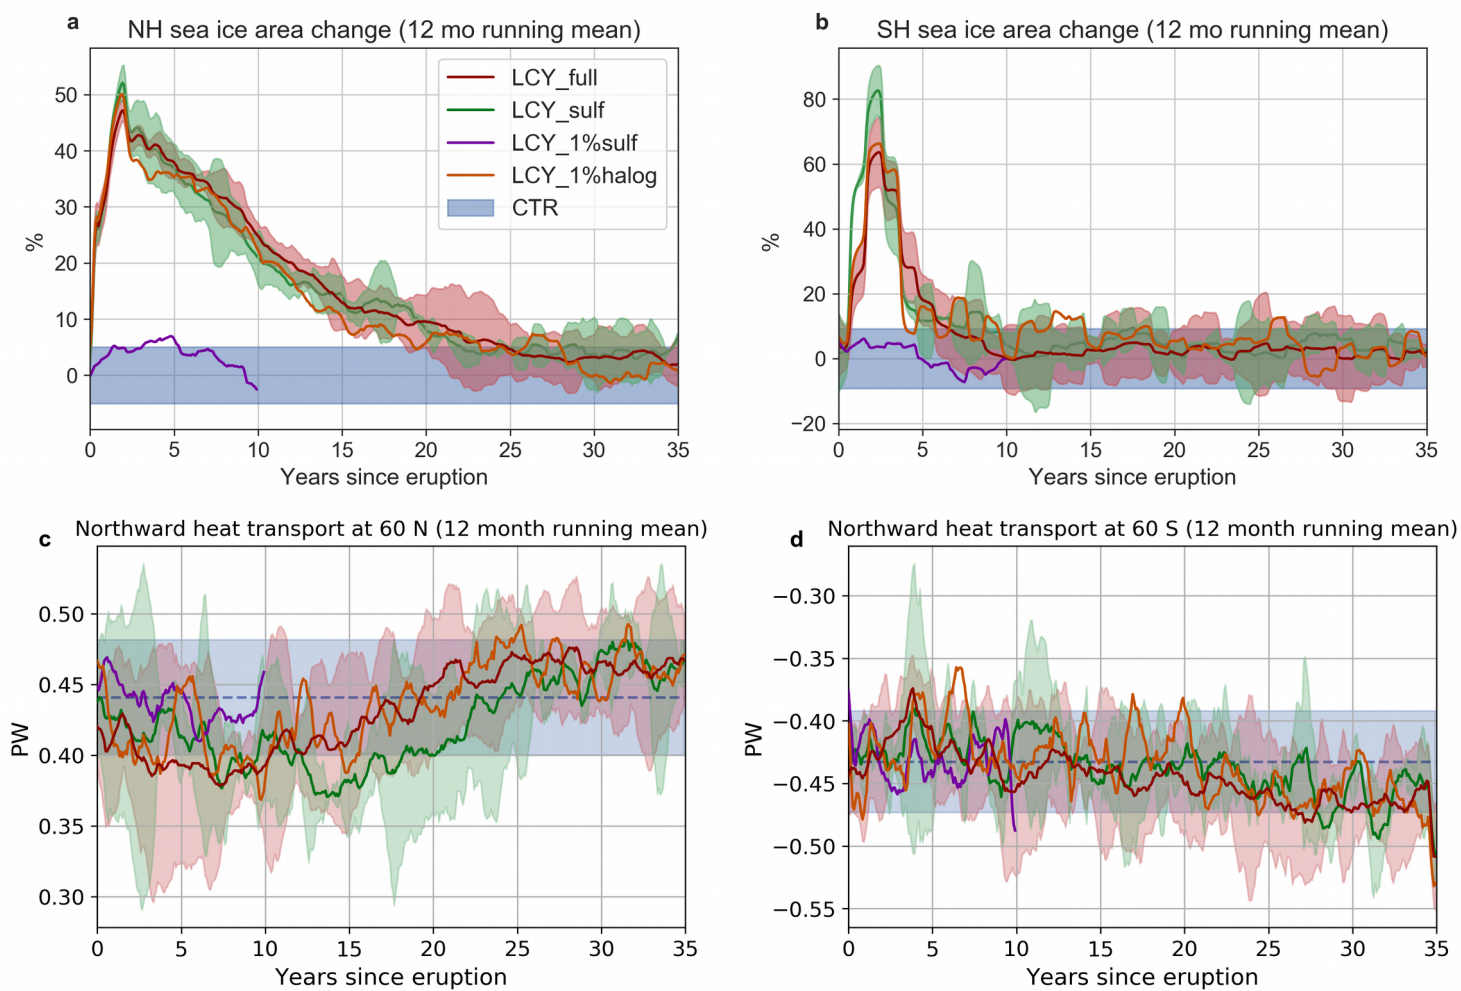 a
NH sea ice area change (12 mo running mean)
%
50
40
30
20
10
0
LCY_full
LCY_sulf
LCY_1%sulf
LCY_1%halog
CTR
0 5 10 15 20 25 30 35
Years since eruption
b
SH sea ice area change (12 mo running mean)
%
80
60
40
20
0
−20
0 5 10 15 20 25 30 35
Years since eruption
c
Northward heat transport at 60 N (12 month running mean)
PW
0.50
0.45
0.40
0.35
0.30
0 5 10 15 20 25 30 35
Years since eruption
d
Northward heat transport at 60 S (12 month running mean)
PW
−0.30
−0.35
−0.40
−0.45
−0.50
−0.55
0 5 10 15 20 25 30 35
Years since eruption